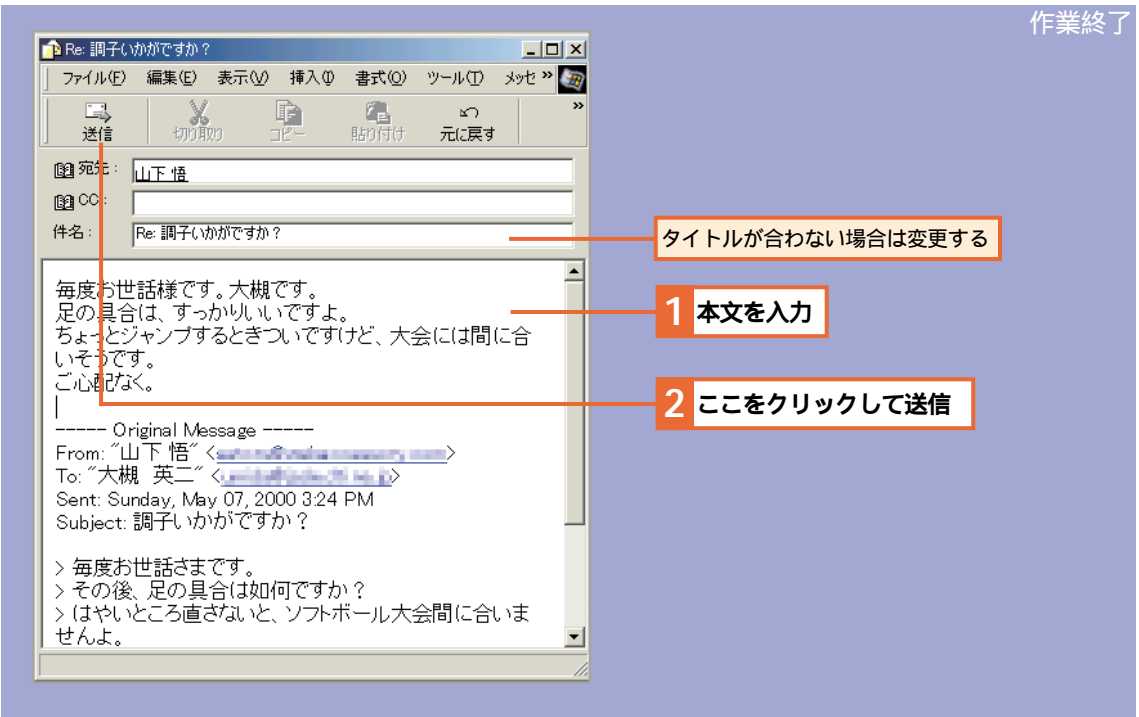 作業終了
Re: 調子いかがですか？
ファイル(F) 編集(E) 表示(V) 挿入(I) 書式(O) ツール(T) メッセ »
送信 切り取り コピー 貼り付け 元に戻す »
宛先： 山下 悟
CC：
件名： Re: 調子いかがですか？
タイトルが合わない場合は変更する
毎度お世話様です。大槻です。
足の具合は、すっかりいいですよ。
1 本文を入力
ちょっとジャンプするときついですけど、大会には間に合
いそうです。
ご心配なく。
2 ここをクリックして送信
----- Original Message -----
From: "山下 悟" < >
To: "大槻 英二" < >
Sent: Sunday, May 07, 2000 3:24 PM
Subject: 調子いかがですか？
> 毎度お世話さまです。
> その後、足の具合は如何ですか？
> はやいところ直さないと、ソフトボール大会間に合いま
せんよ。